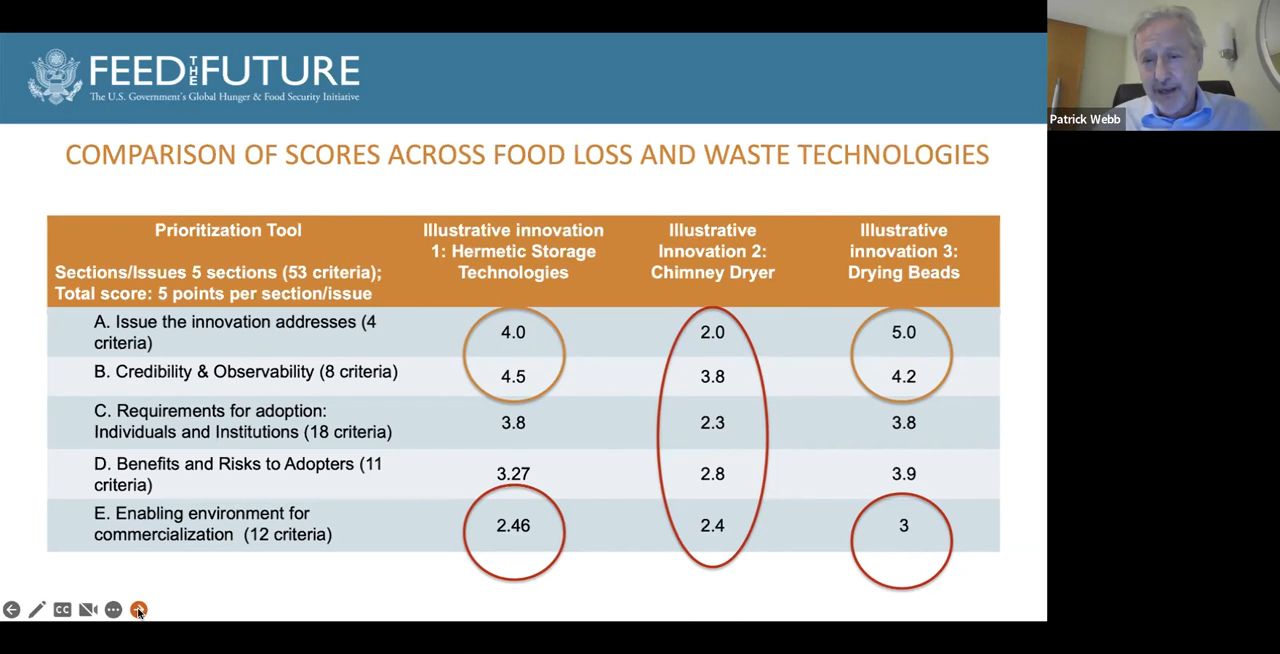 FEED THE FUTURE
The U.S. Government's Global Hunger & Food Security Initiative
Patrick Webb
COMPARISON OF SCORES ACROSS FOOD LOSS AND WASTE TECHNOLOGIES
Prioritization Tool
Sections/Issues 5 sections (53 criteria);
Total score: 5 points per section/issue
Illustrative innovation
1: Hermetic Storage
Technologies
Illustrative
Innovation 2:
Chimney Dryer
Illustrative
innovation 3:
Drying Beads
A. Issue the innovation addresses (4
criteria)
4.0
2.0
5.0
B. Credibility & Observability (8 criteria)
4.5
3.8
4.2
C. Requirements for adoption:
Individuals and Institutions (18 criteria)
3.8
2.3
3.8
D. Benefits and Risks to Adopters (11
criteria)
3.27
2.8
3.9
E. Enabling environment for
commercialization (12 criteria)
2.46
2.4
3
CC